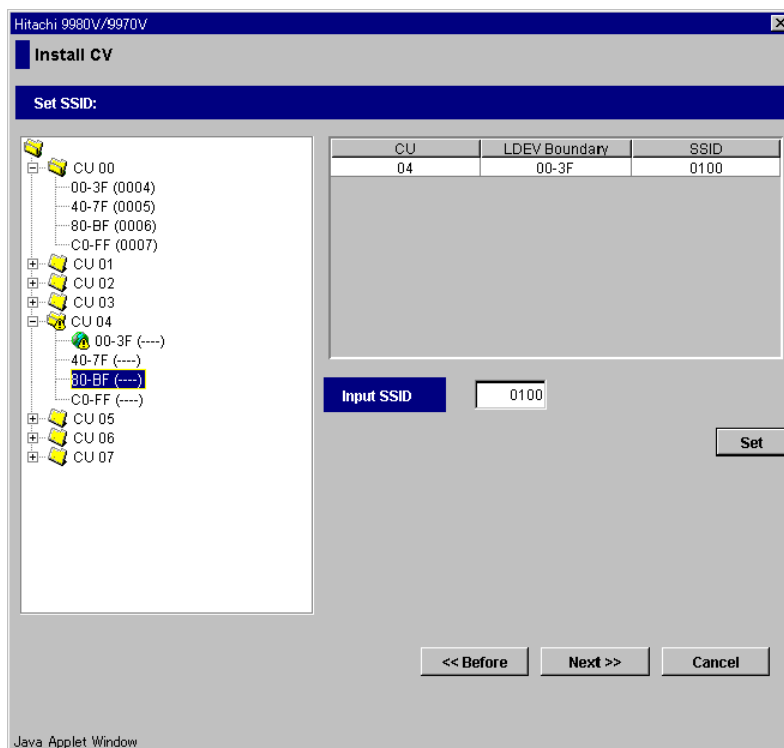 Hitachi 9980V/9970V
Install CV
Set SSID:
CU 00
00-3F (0004)
40-7F (0005)
80-BF (0006)
C0-FF (0007)
CU 01
CU 02
CU 03
CU 04
00-3F (----)
40-7F (----)
80-BF (----)
C0-FF (----)
CU 05
CU 06
CU 07
CU LDEV Boundary SSID
04 00-3F 0100
Input SSID 0100
Set
<< Before Next >> Cancel
Java Applet Window